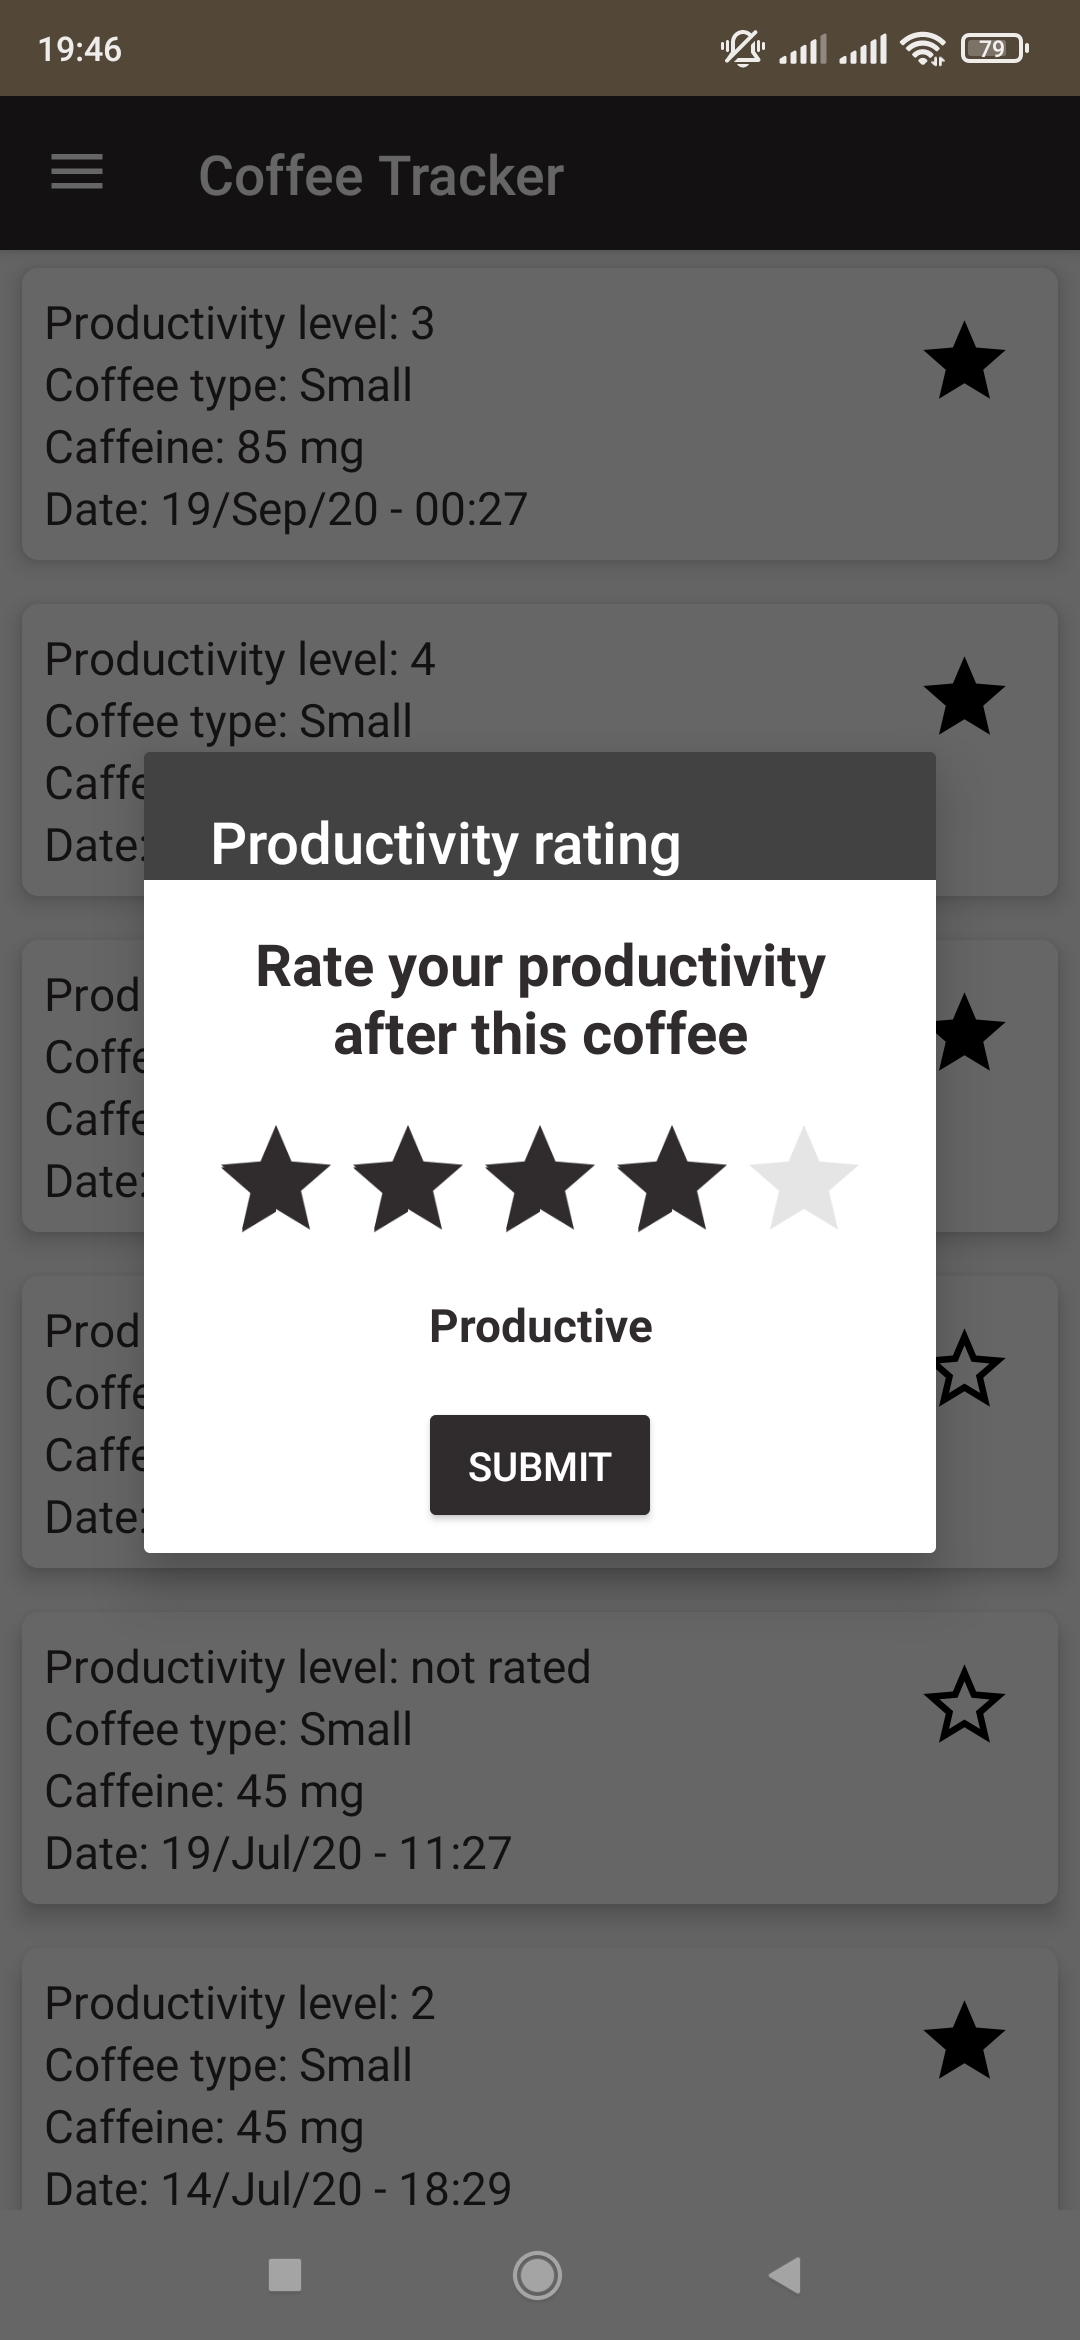 19:46
79
Coffee Tracker
Productivity level: 3
Coffee type: Small
Caffeine: 85 mg
Date: 19/Sep/20 - 00:27
Productivity level: 4
Coffee type: Small
Caffe
Date:
Productivity rating
Rate your productivity
after this coffee
Productive
SUBMIT
Prod
Coffe
Caffe
Date:
Prod
Coffe
Caffe
Date:
Productivity level: not rated
Coffee type: Small
Caffeine: 45 mg
Date: 19/Jul/20 - 11:27
Productivity level: 2
Coffee type: Small
Caffeine: 45 mg
Date: 14/Jul/20 - 18:29